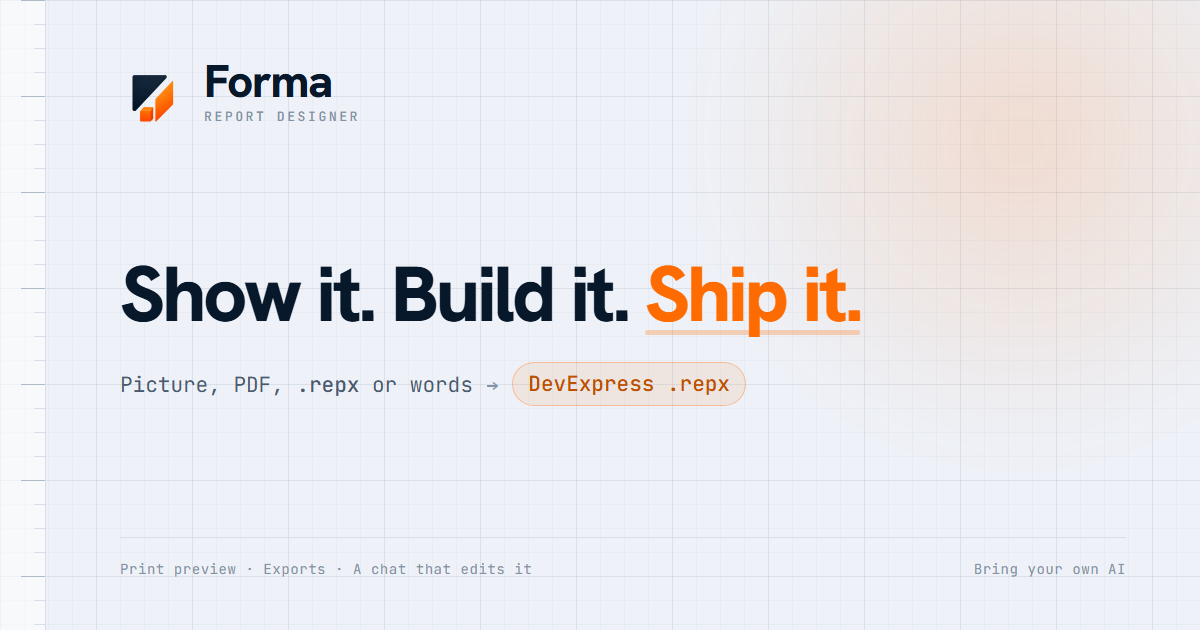 Forma
REPORT DESIGNER
Show it. Build it. Ship it.
Picture, PDF, .repx or words → DevExpress .repx
Print preview · Exports · A chat that edits it
Bring your own AI